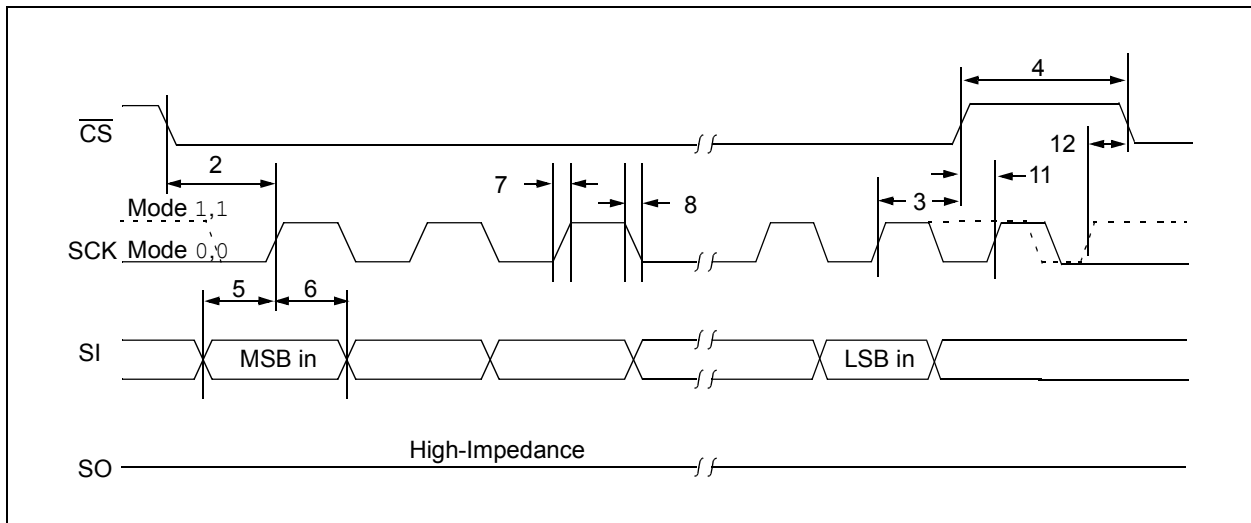 4
CS
12
2
7
8
3
11
Mode 1,1
SCK Mode 0,0
5
6
SI
MSB in
LSB in
High-Impedance
SO